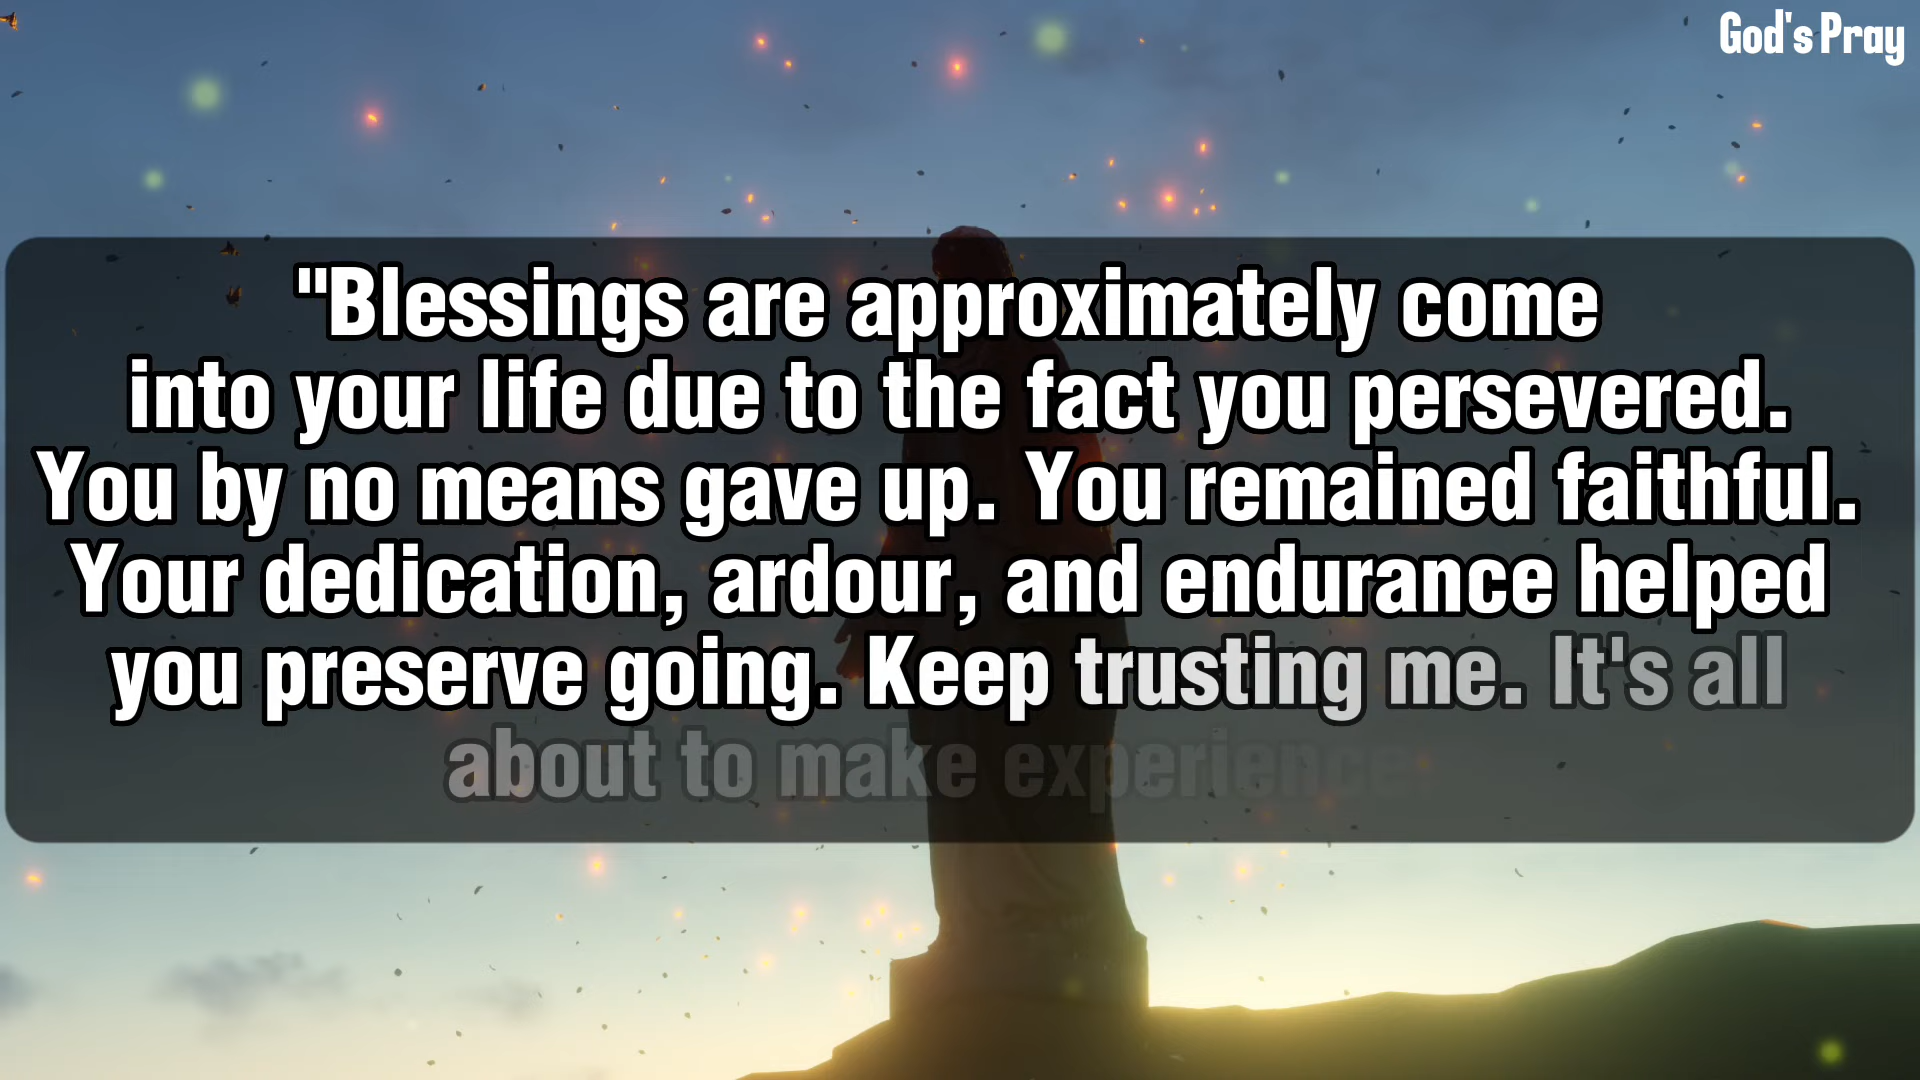 God's Pray
"Blessings are approximately come
into your life due to the fact you persevered.
You by no means gave up. You remained faithful.
Your dedication, ardour, and endurance helped
you preserve going. Keep trusting me. It's all
about to make experience.